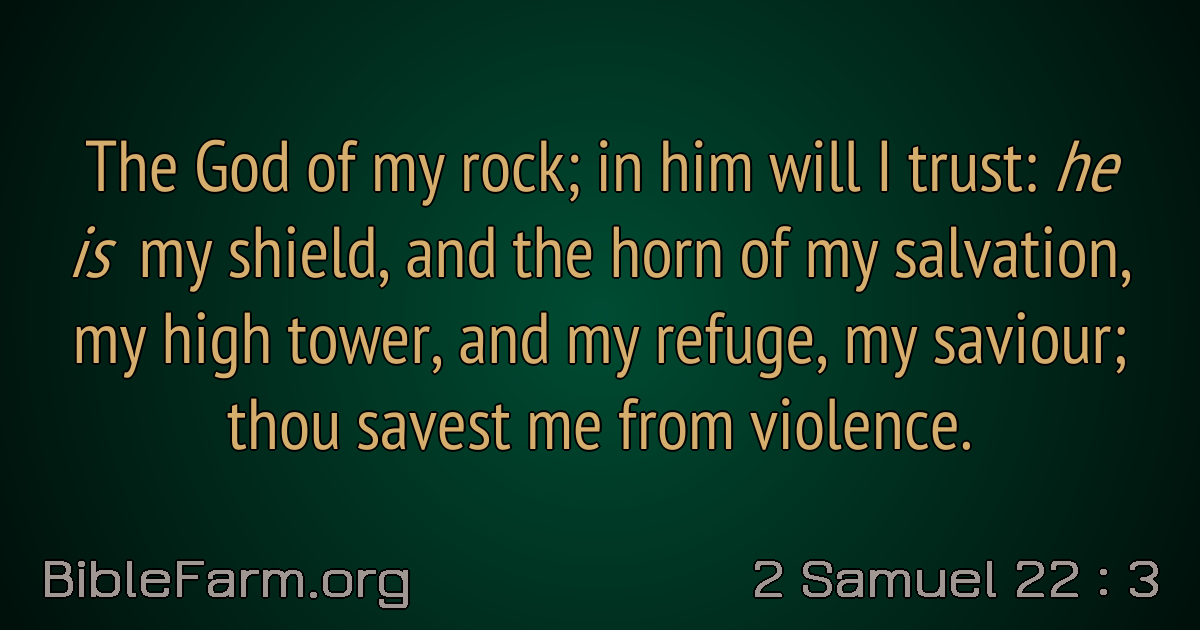 The God of my rock; in him will I trust: he
is my shield, and the horn of my salvation,
my high tower, and my refuge, my saviour;
thou savest me from violence.
BibleFarm.org
2 Samuel 22 : 3